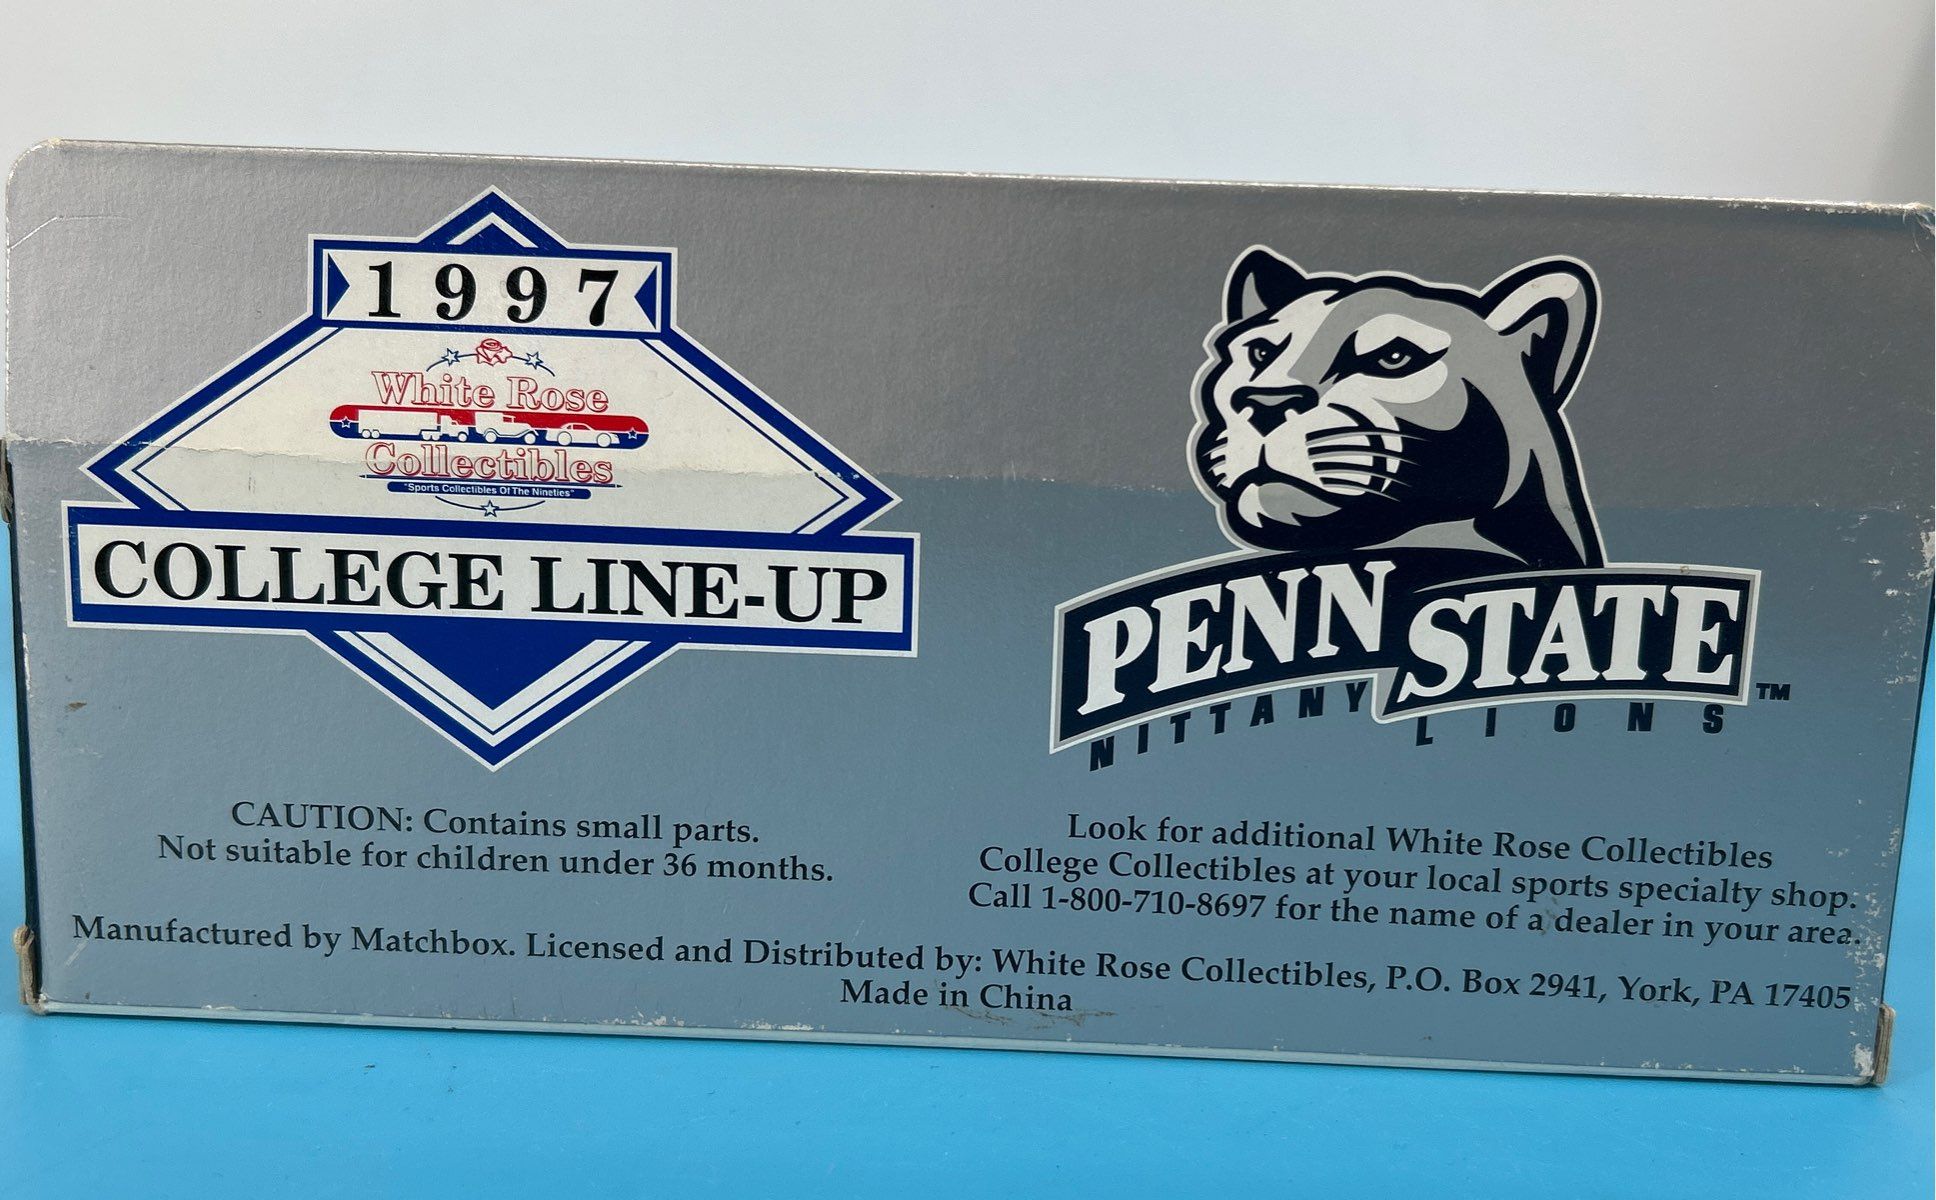 1997
White Rose
Collectibles
"Sports Collectibles Of The Nineties"
COLLEGE LINE-UP
PENN STATE TM
NITTANY LIONS
CAUTION: Contains small parts.
Not suitable for children under 36 months.
Look for additional White Rose Collectibles
College Collectibles at your local sports specialty shop.
Call 1-800-710-8697 for the name of a dealer in your area.
Manufactured by Matchbox. Licensed and Distributed by: White Rose Collectibles, P.O. Box 2941, York, PA 17405
Made in China